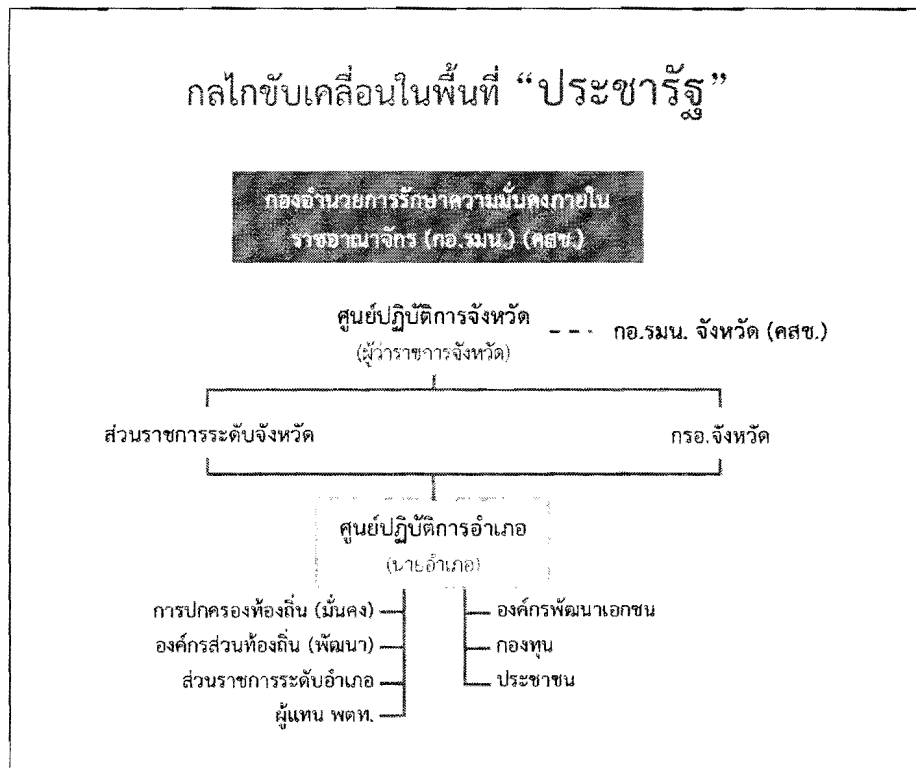 กลไกขับเคลื่อนในพื้นที่ “ประชารัฐ”
กองอำนวยการรักษาความมั่นคงภายใน
ราชอาณาจักร (กอ.รมน.) (คสช.)
ศูนย์ปฏิบัติการจังหวัด
(ผู้ว่าราชการจังหวัด)
กอ.รมน. จังหวัด (คสช.)
ส่วนราชการระดับจังหวัด
กรอ.จังหวัด
ศูนย์ปฏิบัติการอำเภอ
(นายอำเภอ)
การปกครองท้องถิ่น (มั่นคง)
องค์กรส่วนท้องถิ่น (พัฒนา)
ส่วนราชการระดับอำเภอ
ผู้แทน พตท.
องค์กรพัฒนาเอกชน
กองทุน
ประชาชน